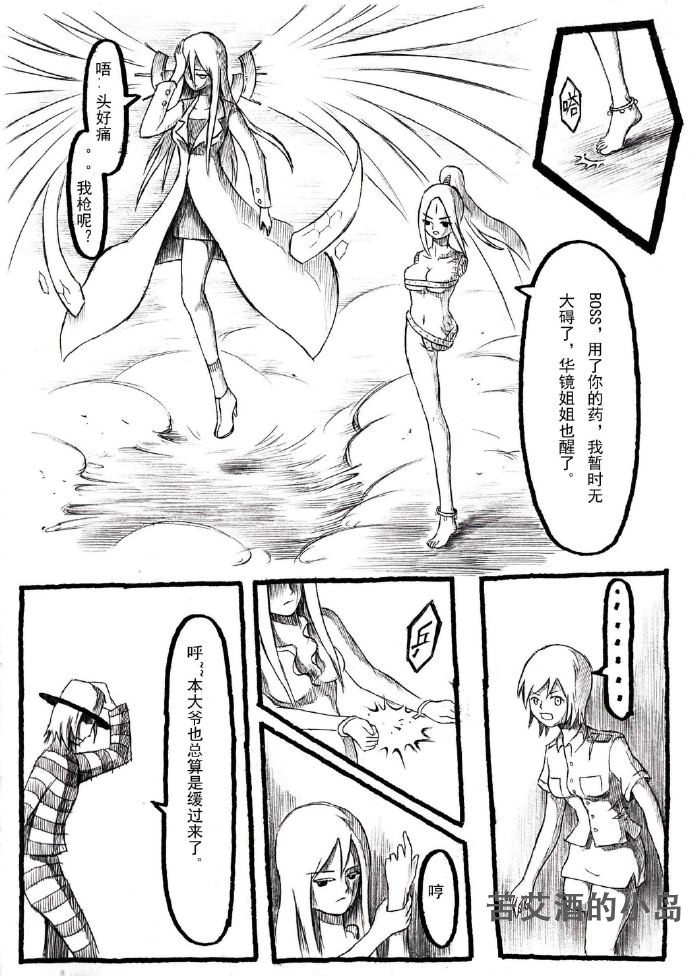 嗒
BOSS，用了你的药，我暂时无
大碍了，华镜姐姐也醒了。
唔…头好痛
。。。我枪呢？
………
乒
哼
呼~~本大爷也总算是缓过来了。
苦艾酒的小岛